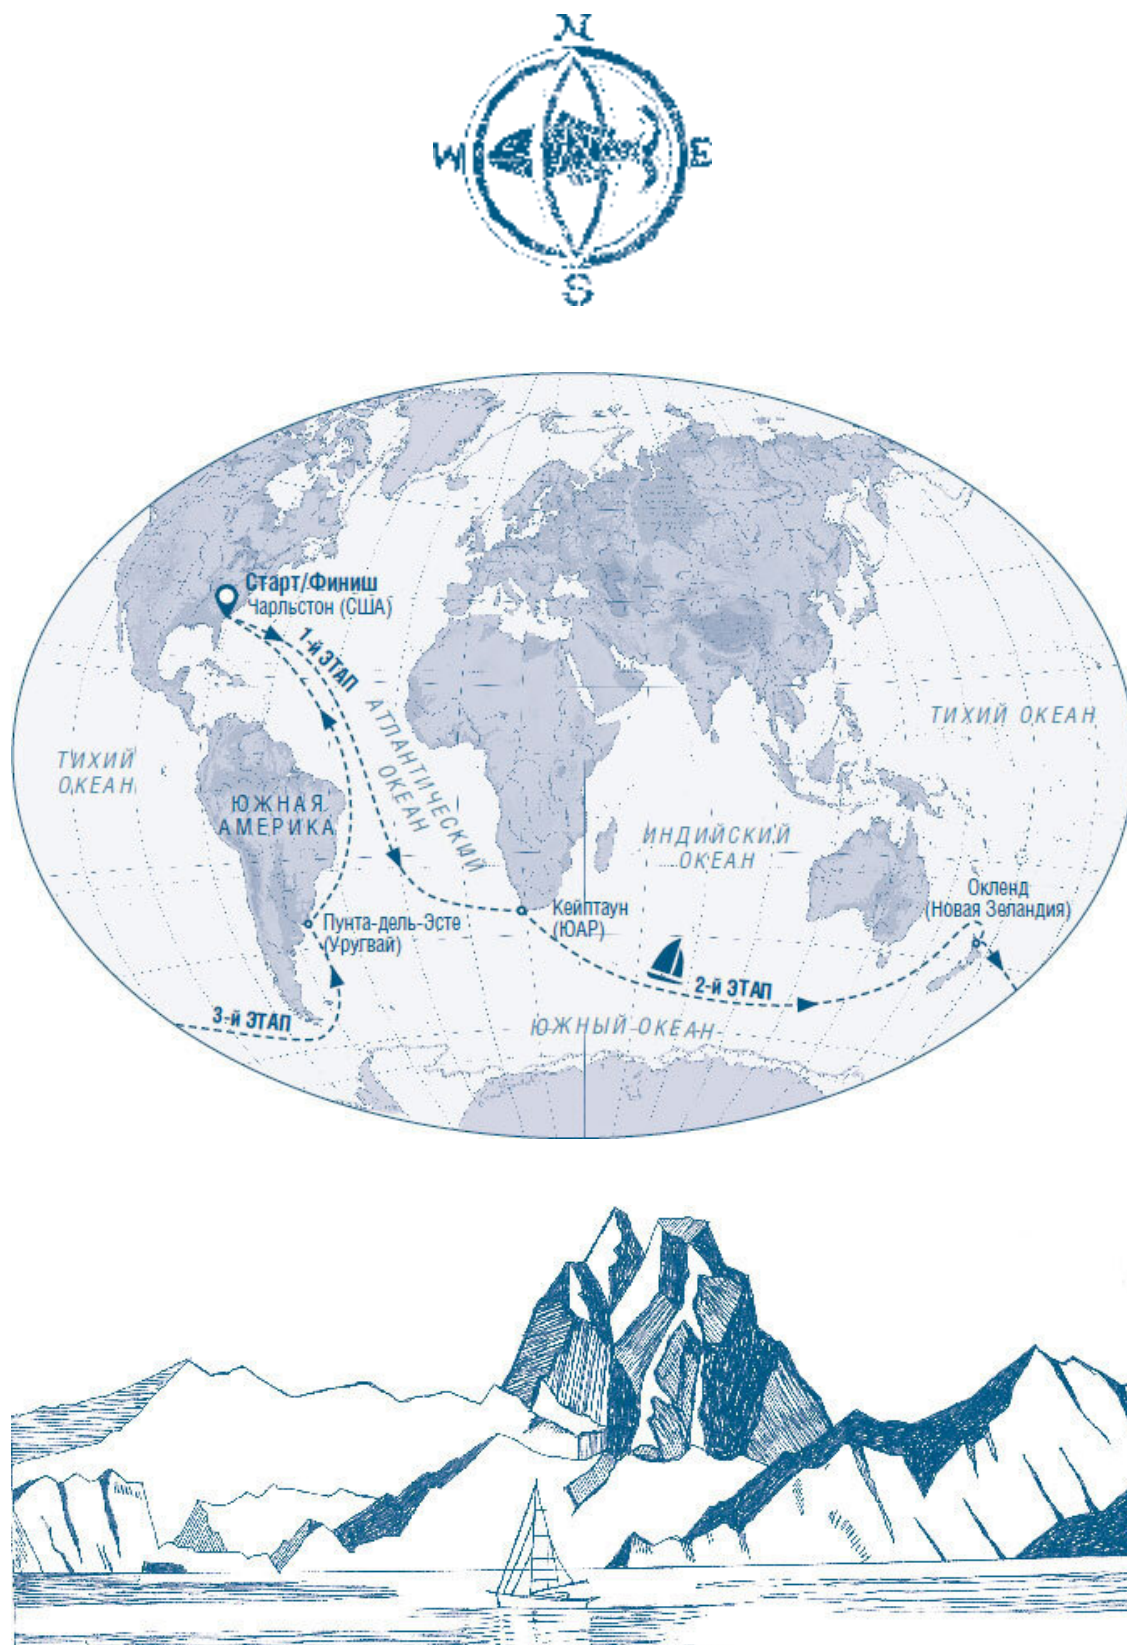 N
W
E
S
Старт/Финиш
Чарльстон (США)
1-й ЭТАП
АТЛАНТИЧЕСКИЙ
ОКЕАН
ТИХИЙ ОКЕАН
ТИХИЙ
ОКЕАН
ЮЖНАЯ
АМЕРИКА
ИНДИЙСКИЙ
ОКЕАН
Окленд
(Новая Зеландия)
Кейптаун
(ЮАР)
Пунта-дель-Эсте
(Уругвай)
2-й ЭТАП
3-й ЭТАП
ЮЖНЫЙ ОКЕАН